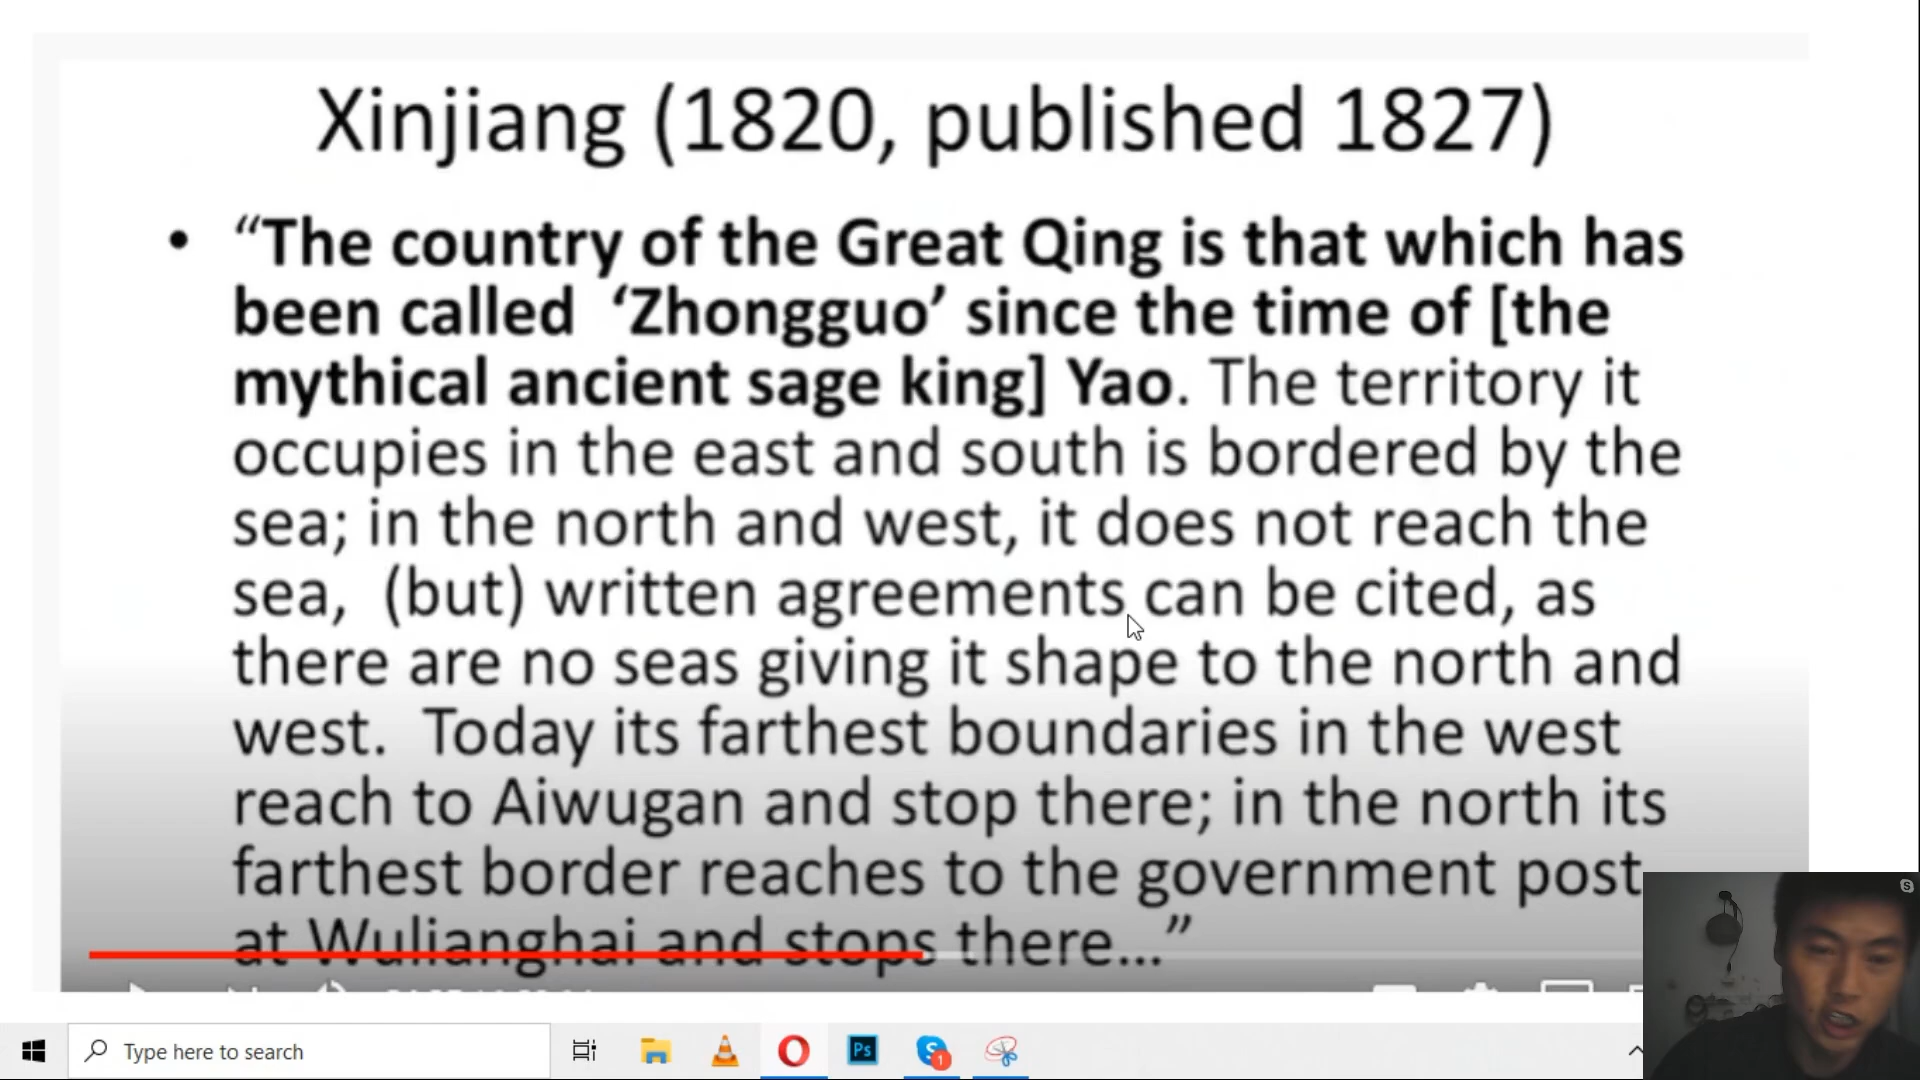 Xinjiang (1820, published 1827)
• “The country of the Great Qing is that which has
been called ‘Zhongguo’ since the time of [the
mythical ancient sage king] Yao. The territory it
occupies in the east and south is bordered by the
sea; in the north and west, it does not reach the
sea, (but) written agreements can be cited, as
there are no seas giving it shape to the north and
west. Today its farthest boundaries in the west
reach to Aiwugan and stop there; in the north its
farthest border reaches to the government post
at Wulianghai and stops there...”
Type here to search
Ps
S 1
S